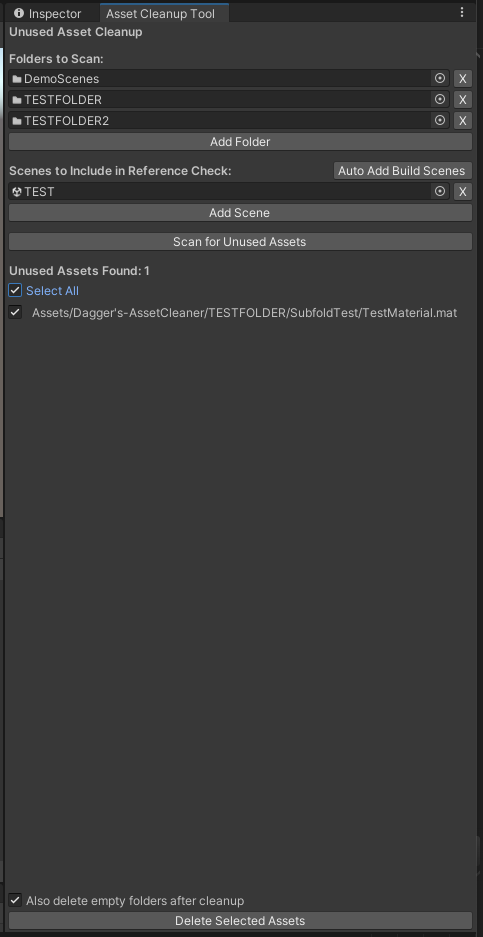 Inspector Asset Cleanup Tool
Unused Asset Cleanup
Folders to Scan:
DemoScenes X
TESTFOLDER X
TESTFOLDER2 X
Add Folder
Scenes to Include in Reference Check: Auto Add Build Scenes
TEST X
Add Scene
Scan for Unused Assets
Unused Assets Found: 1
Select All
Assets/Dagger's-AssetCleaner/TESTFOLDER/SubfoldTest/TestMaterial.mat
Also delete empty folders after cleanup
Delete Selected Assets